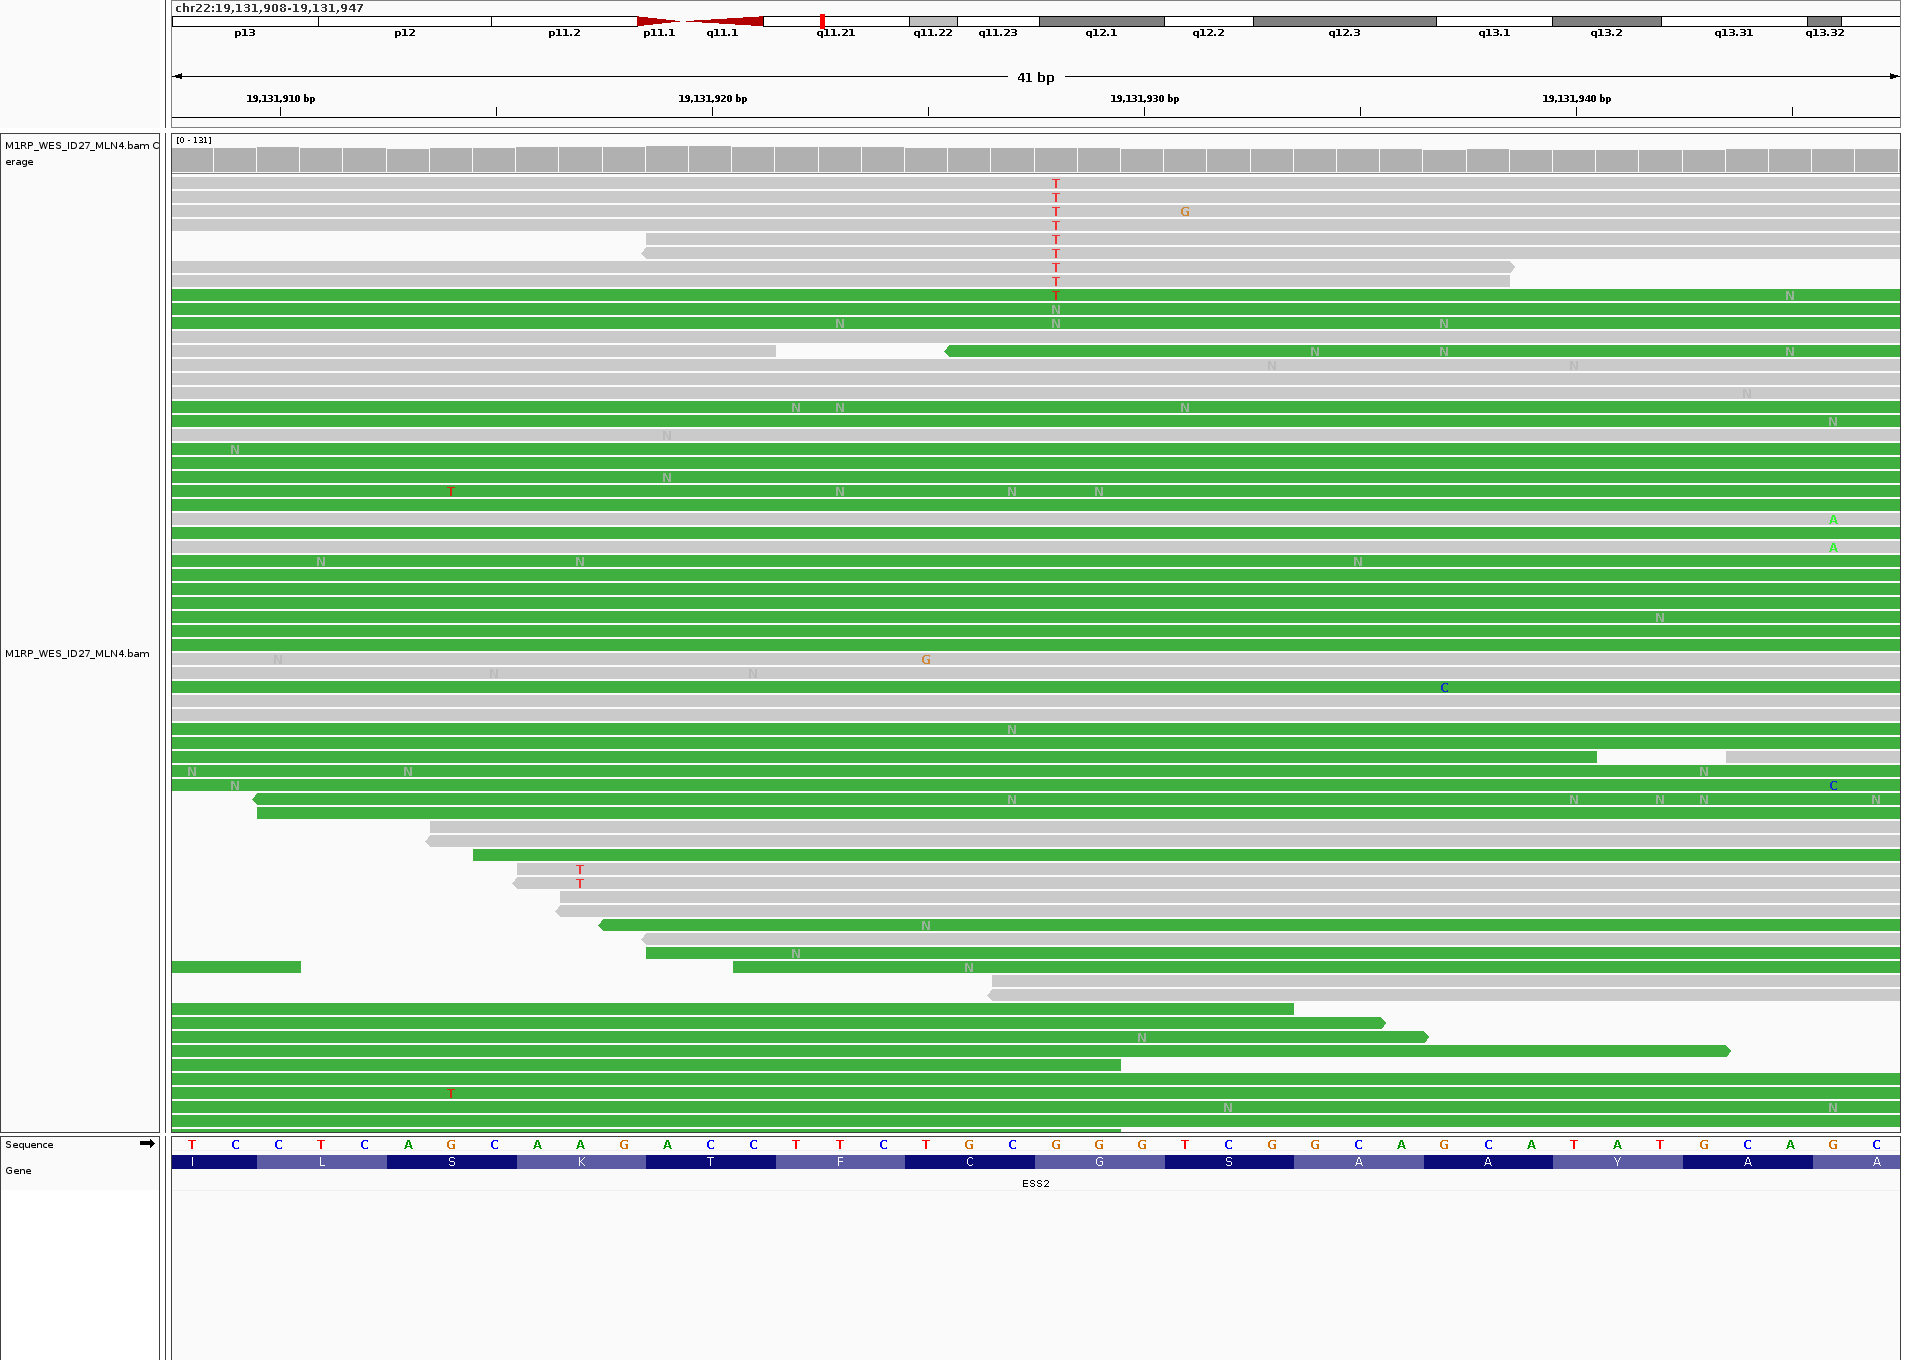 chr22:19,131,908-19,131,947
p13 p12 p11.2 p11.1 q11.1 q11.21 q11.22 q11.23 q12.1 q12.2 q12.3 q13.1 q13.2 q13.31 q13.32
41 bp
19,131,910 bp 19,131,920 bp 19,131,930 bp 19,131,940 bp
[0 - 131]
M1RP_WES_ID27_MLN4.bam C
erage
T
T
T G
T
T
T
T
T
T N
N
N N N
N N N
N N
N
N N N
N
N
N
N
T N N N
A
A
N N N
N
M1RP_WES_ID27_MLN4.bam
N G
N N
C
N
N N N
N C
N N N N N
T
T
N
N
N
N
T
N N
Sequence T C C T C A G C A A G A C C T T C T G C G G G T C G G C A G C A T A T G C A G C
Gene I L S K T F C G S A A Y A A
ESS2